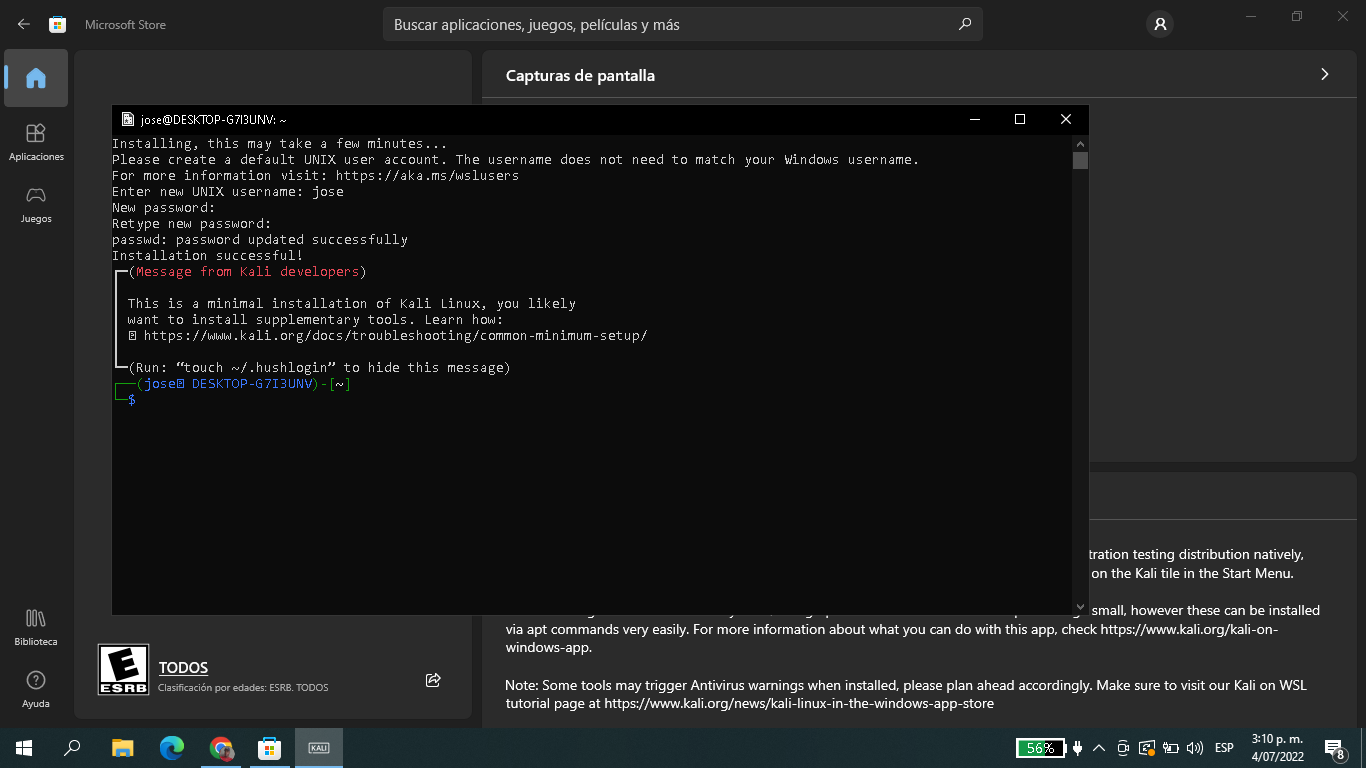 Microsoft Store
Buscar aplicaciones, juegos, películas y más
Aplicaciones
Juegos
Biblioteca
Ayuda
Capturas de pantalla
jose@DESKTOP-G7I3UNV: ~
Installing, this may take a few minutes...
Please create a default UNIX user account. The username does not need to match your Windows username.
For more information visit: https://aka.ms/wslusers
Enter new UNIX username: jose
New password:
Retype new password:
passwd: password updated successfully
Installation successful!
(Message from Kali developers)
This is a minimal installation of Kali Linux, you likely
want to install supplementary tools. Learn how:
https://www.kali.org/docs/troubleshooting/common-minimum-setup/
(Run: “touch ~/.hushlogin” to hide this message)
(jose DESKTOP-G7I3UNV)-[~]
$
tration testing distribution natively,
on the Kali tile in the Start Menu.
small, however these can be installed
via apt commands very easily. For more information about what you can do with this app, check https://www.kali.org/kali-on-
windows-app.
Note: Some tools may trigger Antivirus warnings when installed, please plan ahead accordingly. Make sure to visit our Kali on WSL
tutorial page at https://www.kali.org/news/kali-linux-in-the-windows-app-store
E
ESRB
TODOS
Clasificación por edades: ESRB. TODOS
KALI
56%
ESP
3:10 p. m.
4/07/2022
8